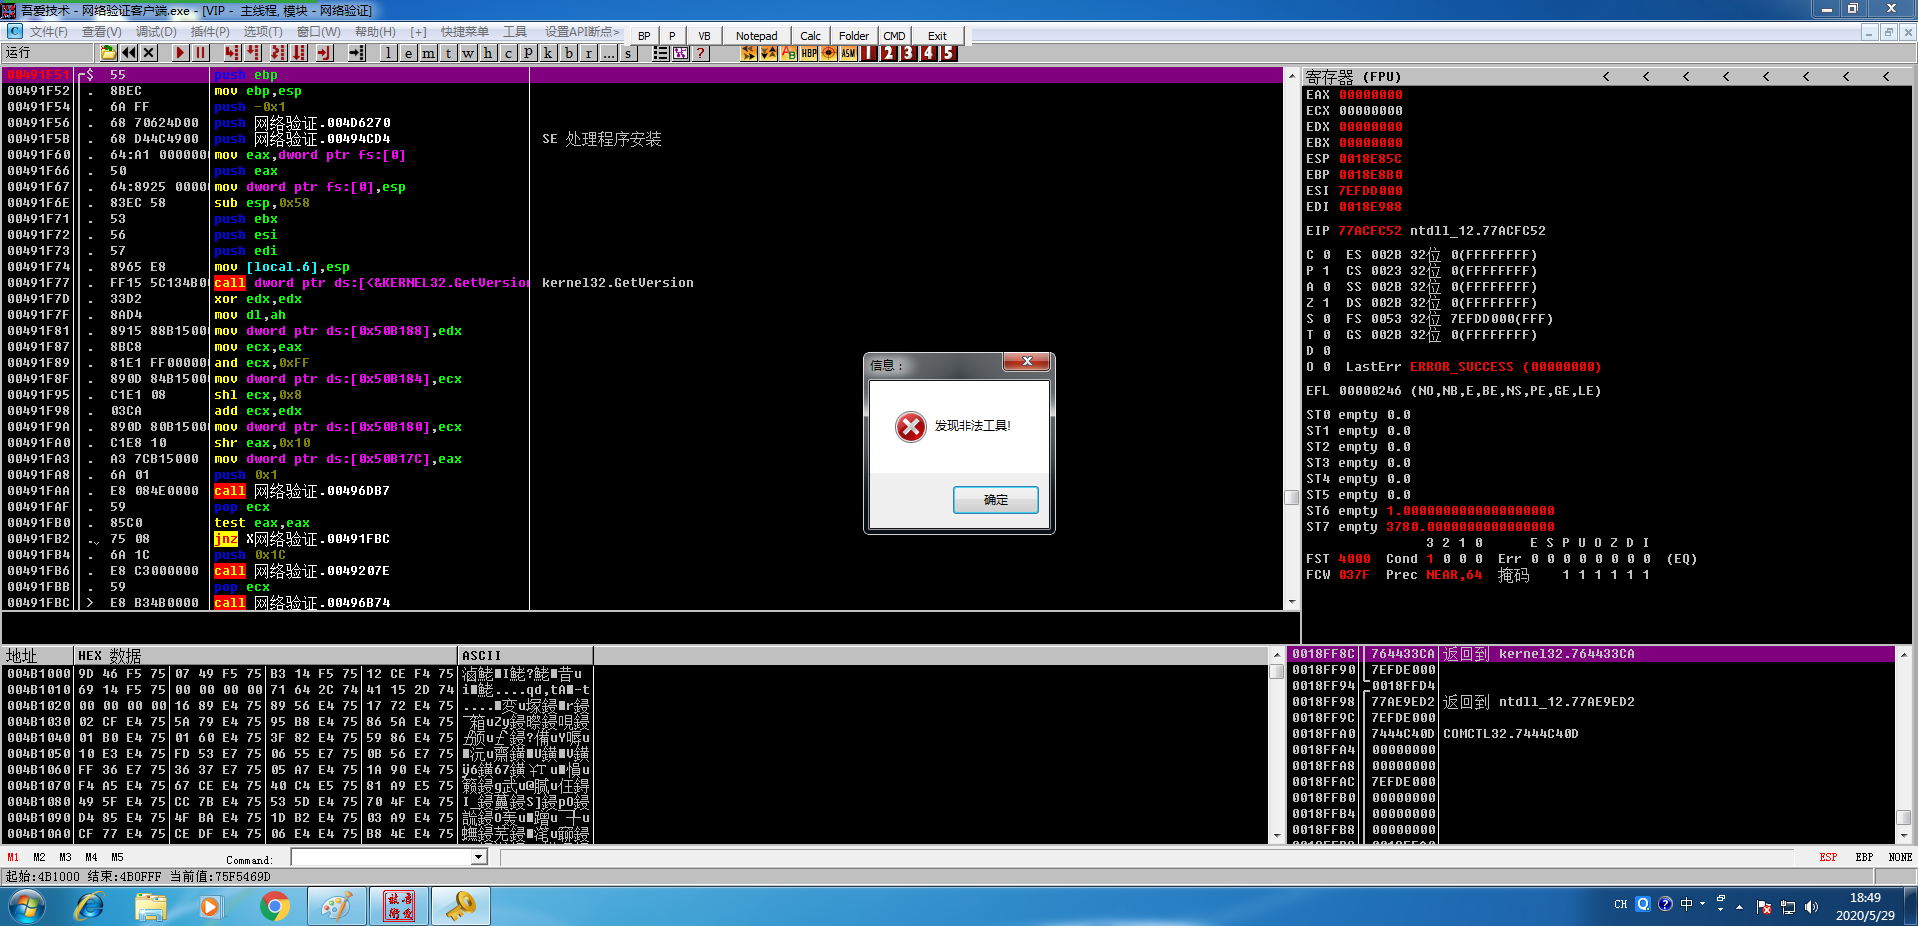 吾爱技术 - 网络验证客户端.exe - [VIP - 主线程, 模块 - 网络验证]
文件(F) 查看(V) 调试(D) 插件(P) 选项(T) 窗口(W) 帮助(H) [+] 快捷菜单 工具 设置API断点> BP P VB Notepad Calc Folder CMD Exit
运行 l e m t w h c p k b r ... s ? HBP ASM 1 2 3 4 5
00491F51 $ 55 push ebp
00491F52 . 8BEC mov ebp,esp
00491F54 . 6A FF push -0x1
00491F56 . 68 70624D00 push 网络验证.004D6270
00491F5B . 68 D44C4900 push 网络验证.00494CD4 SE 处理程序安装
00491F60 . 64:A1 0000000 mov eax,dword ptr fs:[0]
00491F66 . 50 push eax
00491F67 . 64:8925 0000 mov dword ptr fs:[0],esp
00491F6E . 83EC 58 sub esp,0x58
00491F71 . 53 push ebx
00491F72 . 56 push esi
00491F73 . 57 push edi
00491F74 . 8965 E8 mov [local.6],esp
00491F77 . FF15 5C134B0 call dword ptr ds:[<&KERNEL32.GetVersion kernel32.GetVersion
00491F7D . 33D2 xor edx,edx
00491F7F . 8AD4 mov dl,ah
00491F81 . 8915 88B1500 mov dword ptr ds:[0x50B188],edx
00491F87 . 8BC8 mov ecx,eax
00491F89 . 81E1 FF00000 and ecx,0xFF
00491F8F . 890D 84B1500 mov dword ptr ds:[0x50B184],ecx
00491F95 . C1E1 08 shl ecx,0x8
00491F98 . 03CA add ecx,edx
00491F9A . 890D 80B1500 mov dword ptr ds:[0x50B180],ecx
00491FA0 . C1E8 10 shr eax,0x10
00491FA3 . A3 7CB15000 mov dword ptr ds:[0x50B17C],eax
00491FA8 . 6A 01 push 0x1
00491FAA . E8 084E0000 call 网络验证.00496DB7
00491FAF . 59 pop ecx
00491FB0 . 85C0 test eax,eax
00491FB2 . 75 08 jnz X网络验证.00491FBC
00491FB4 . 6A 1C push 0x1C
00491FB6 . E8 C3000000 call 网络验证.0049207E
00491FBB . 59 pop ecx
00491FBC > E8 B34B0000 call 网络验证.00496B74
信息：
发现非法工具!
确定
寄存器 (FPU) < < < < < < < <
EAX 00000000
ECX 00000000
EDX 00000000
EBX 00000000
ESP 0018E85C
EBP 0018E8B0
ESI 7EFDD000
EDI 0018E988
EIP 77ACFC52 ntdll_12.77ACFC52
C 0 ES 002B 32位 0(FFFFFFFF)
P 1 CS 0023 32位 0(FFFFFFFF)
A 0 SS 002B 32位 0(FFFFFFFF)
Z 1 DS 002B 32位 0(FFFFFFFF)
S 0 FS 0053 32位 7EFDD000(FFF)
T 0 GS 002B 32位 0(FFFFFFFF)
D 0
O 0 LastErr ERROR_SUCCESS (00000000)
EFL 00000246 (NO,NB,E,BE,NS,PE,GE,LE)
ST0 empty 0.0
ST1 empty 0.0
ST2 empty 0.0
ST3 empty 0.0
ST4 empty 0.0
ST5 empty 0.0
ST6 empty 1.0000000000000000000
ST7 empty 3780.0000000000000000
3 2 1 0 E S P U O Z D I
FST 4000 Cond 1 0 0 0 Err 0 0 0 0 0 0 0 0 (EQ)
FCW 037F Prec NEAR,64 掩码 1 1 1 1 1 1
地址 HEX 数据 ASCII
004B1000 9D 46 F5 75 07 49 F5 75 B3 14 F5 75 12 CE F4 75
004B1010 69 14 F5 75 00 00 00 00 71 64 2C 74 41 15 2D 74
004B1020 00 00 00 00 16 89 E4 75 89 56 E4 75 17 72 E4 75
004B1030 02 CF E4 75 5A 79 E4 75 95 B8 E4 75 86 5A E4 75
004B1040 01 B0 E4 75 01 60 E4 75 3F 82 E4 75 59 86 E4 75
004B1050 10 E3 E4 75 FD 53 E7 75 06 55 E7 75 0B 56 E7 75
004B1060 FF 36 E7 75 36 37 E7 75 05 A7 E4 75 1A 90 E4 75
004B1070 F4 A5 E4 75 67 CE E4 75 40 C4 E5 75 81 A9 E5 75
004B1080 49 5F E4 75 CC 7B E4 75 53 5D E4 75 70 4F E4 75
004B1090 D4 85 E4 75 4F BA E4 75 1D B2 E4 75 03 A9 E4 75
004B10A0 CF 77 E4 75 CE DF E4 75 06 E4 E4 75 B8 4E E4 75
0018FF8C 764433CA 返回到 kernel32.764433CA
0018FF90 7EFDE000
0018FF94 0018FFD4
0018FF98 77AE9ED2 返回到 ntdll_12.77AE9ED2
0018FF9C 7EFDE000
0018FFA0 7444C40D COMCTL32.7444C40D
0018FFA4 00000000
0018FFA8 00000000
0018FFAC 7EFDE000
0018FFB0 00000000
0018FFB4 00000000
0018FFB8 00000000
M1 M2 M3 M4 M5 Command: ESP EBP NONE
起始:4B1000 结束:4B0FFF 当前值:75F5469D
CH 中 18:49
2020/5/29